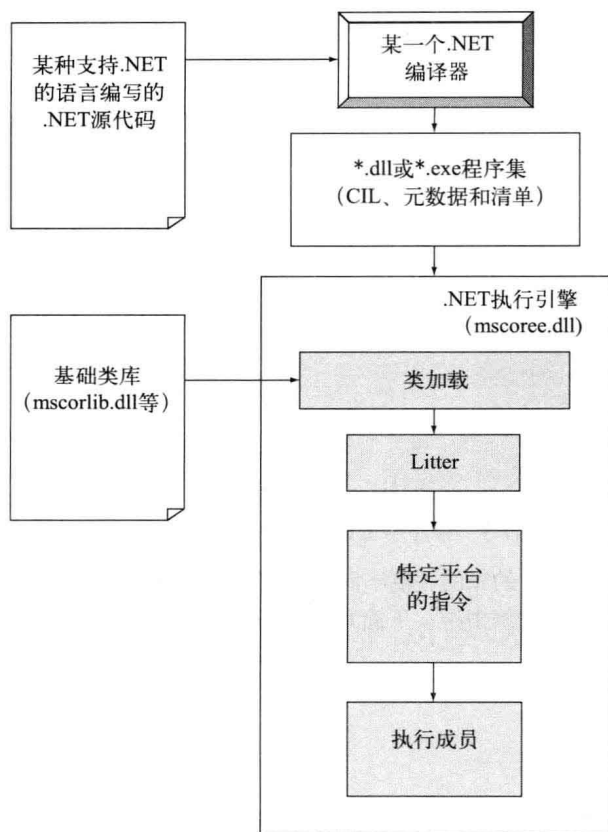 某种支持.NET
的语言编写的
.NET源代码
某一个.NET
编译器
*.dll或*.exe程序集
（CIL、元数据和清单）
.NET执行引擎
（mscoree.dll)
基础类库
（mscorlib.dll等）
类加载
Litter
特定平台
的指令
执行成员